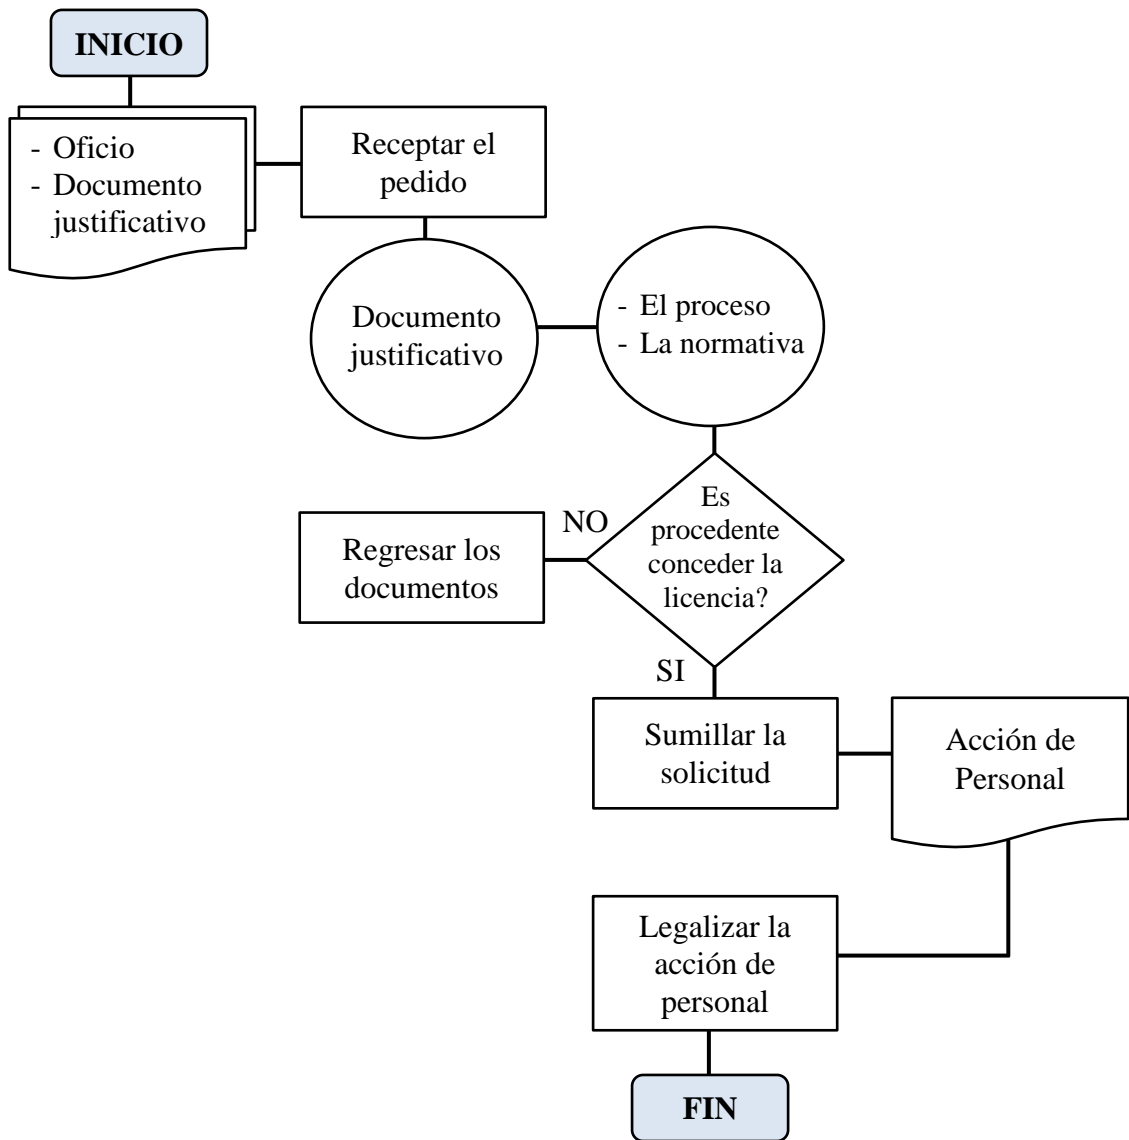 INICIO
- Oficio
- Documento
justificativo
Receptar el
pedido
Documento
justificativo
- El proceso
- La normativa
Es
procedente
conceder la
licencia?
NO
Regresar los
documentos
SI
Sumillar la
solicitud
Acción de
Personal
Legalizar la
acción de
personal
FIN